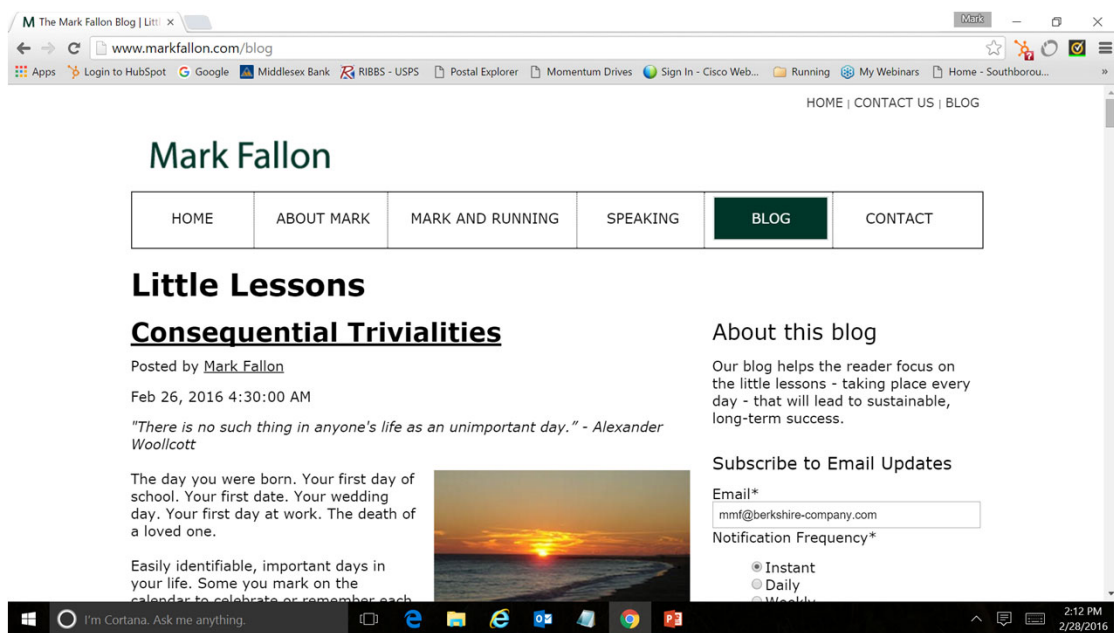 M The Mark Fallon Blog | Littl
Mark
www.markfallon.com/blog
Apps Login to HubSpot Google Middlesex Bank RIBBS - USPS Postal Explorer Momentum Drives Sign In - Cisco Web... Running My Webinars Home - Southborou... »
HOME | CONTACT US | BLOG
Mark Fallon
HOME ABOUT MARK MARK AND RUNNING SPEAKING BLOG CONTACT
Little Lessons
Consequential Trivialities
Posted by Mark Fallon
Feb 26, 2016 4:30:00 AM
"There is no such thing in anyone's life as an unimportant day.” - Alexander
Woollcott
The day you were born. Your first day of
school. Your first date. Your wedding
day. Your first day at work. The death of
a loved one.
Easily identifiable, important days in
your life. Some you mark on the
calendar to celebrate or remember each
About this blog
Our blog helps the reader focus on
the little lessons - taking place every
day - that will lead to sustainable,
long-term success.
Subscribe to Email Updates
Email*
mmf@berkshire-company.com
Notification Frequency*
Instant
Daily
Weekly
I'm Cortana. Ask me anything.
2:12 PM
2/28/2016